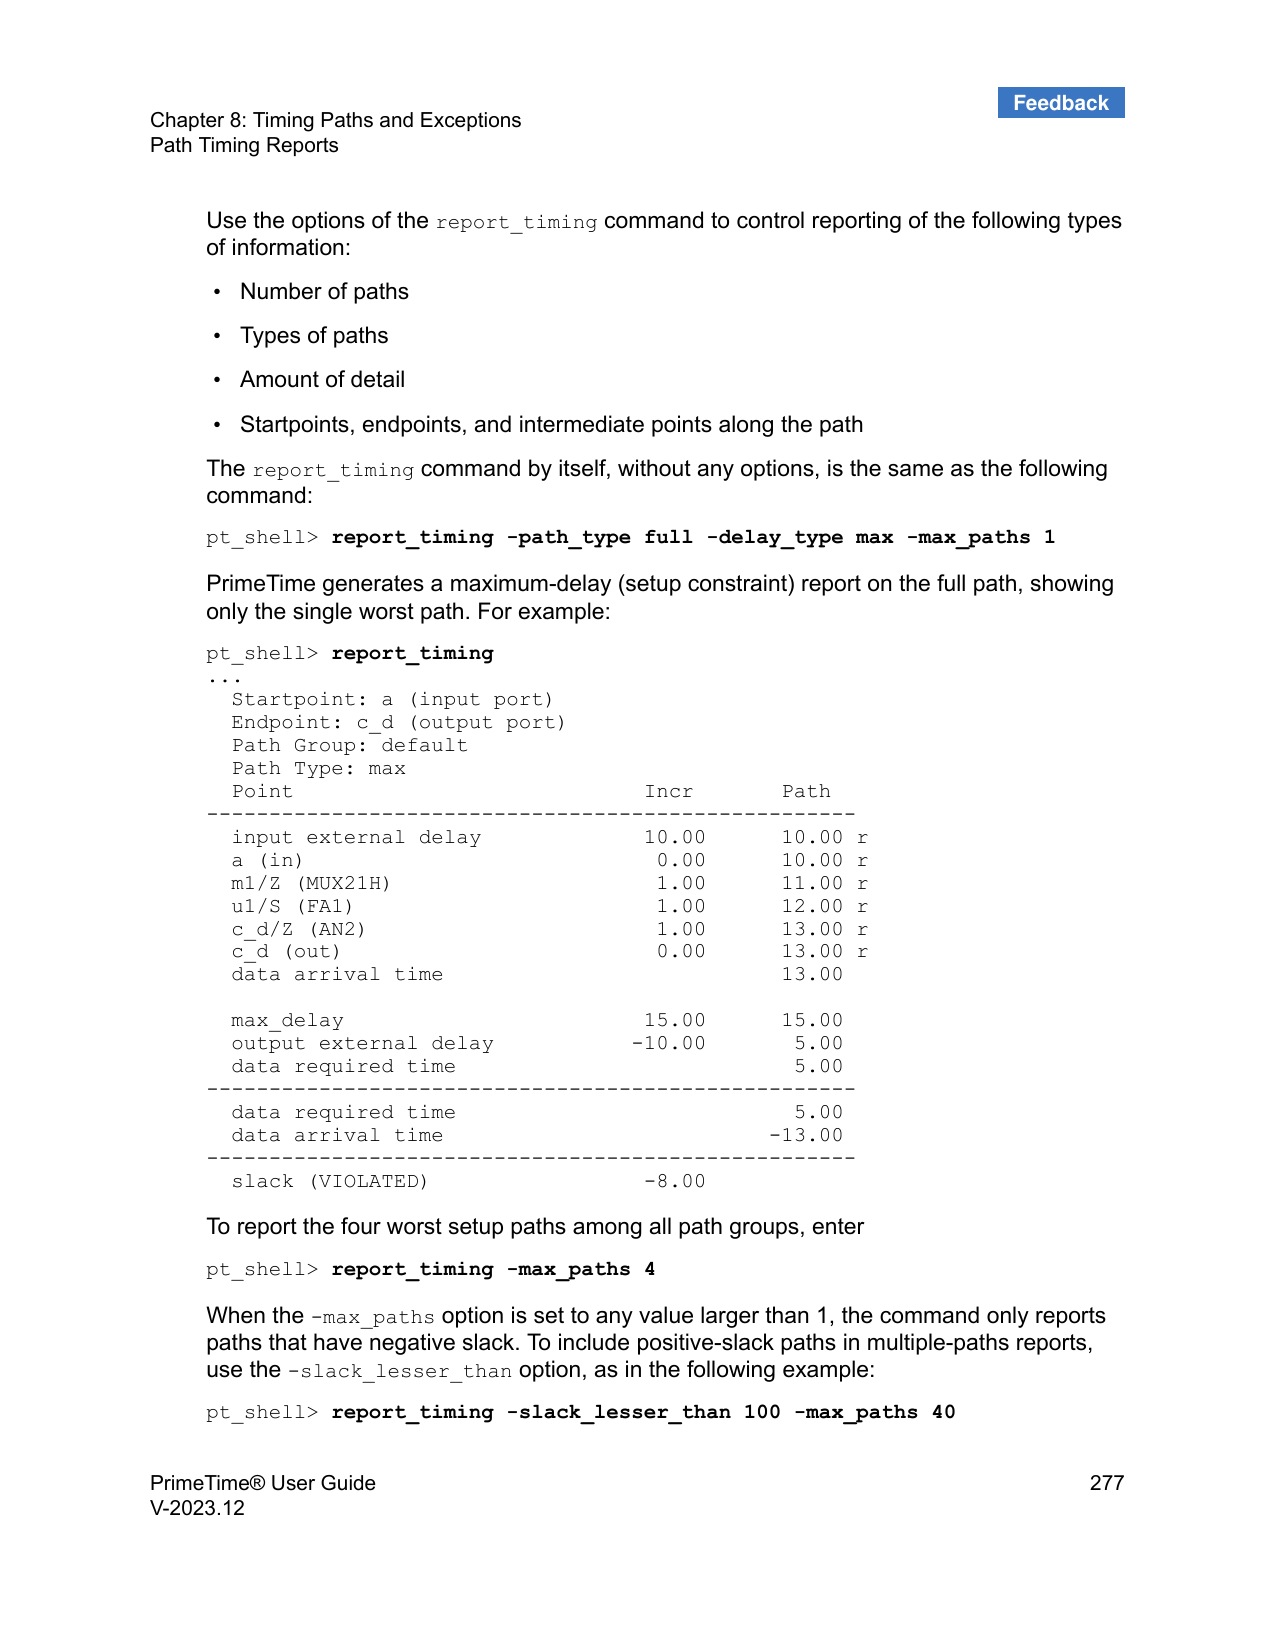 Feedback
Chapter 8: Timing Paths and Exceptions
Path Timing Reports
Use the options of the report_timing command to control reporting of the following types
of information:
• Number of paths
• Types of paths
• Amount of detail
• Startpoints, endpoints, and intermediate points along the path
The report_timing command by itself, without any options, is the same as the following
command:
pt_shell> report_timing -path_type full -delay_type max -max_paths 1
PrimeTime generates a maximum-delay (setup constraint) report on the full path, showing
only the single worst path. For example:
pt_shell> report_timing
...
  Startpoint: a (input port)
  Endpoint: c_d (output port)
  Path Group: default
  Path Type: max
  Point                            Incr       Path
----------------------------------------------------
  input external delay             10.00      10.00 r
  a (in)                            0.00      10.00 r
  m1/Z (MUX21H)                     1.00      11.00 r
  u1/S (FA1)                        1.00      12.00 r
  c_d/Z (AN2)                       1.00      13.00 r
  c_d (out)                         0.00      13.00 r
  data arrival time                           13.00
  max_delay                        15.00      15.00
  output external delay           -10.00       5.00
  data required time                           5.00
----------------------------------------------------
  data required time                           5.00
  data arrival time                          -13.00
----------------------------------------------------
  slack (VIOLATED)                 -8.00
To report the four worst setup paths among all path groups, enter
pt_shell> report_timing -max_paths 4
When the -max_paths option is set to any value larger than 1, the command only reports
paths that have negative slack. To include positive-slack paths in multiple-paths reports,
use the -slack_lesser_than option, as in the following example:
pt_shell> report_timing -slack_lesser_than 100 -max_paths 40
PrimeTime® User Guide 277
V-2023.12